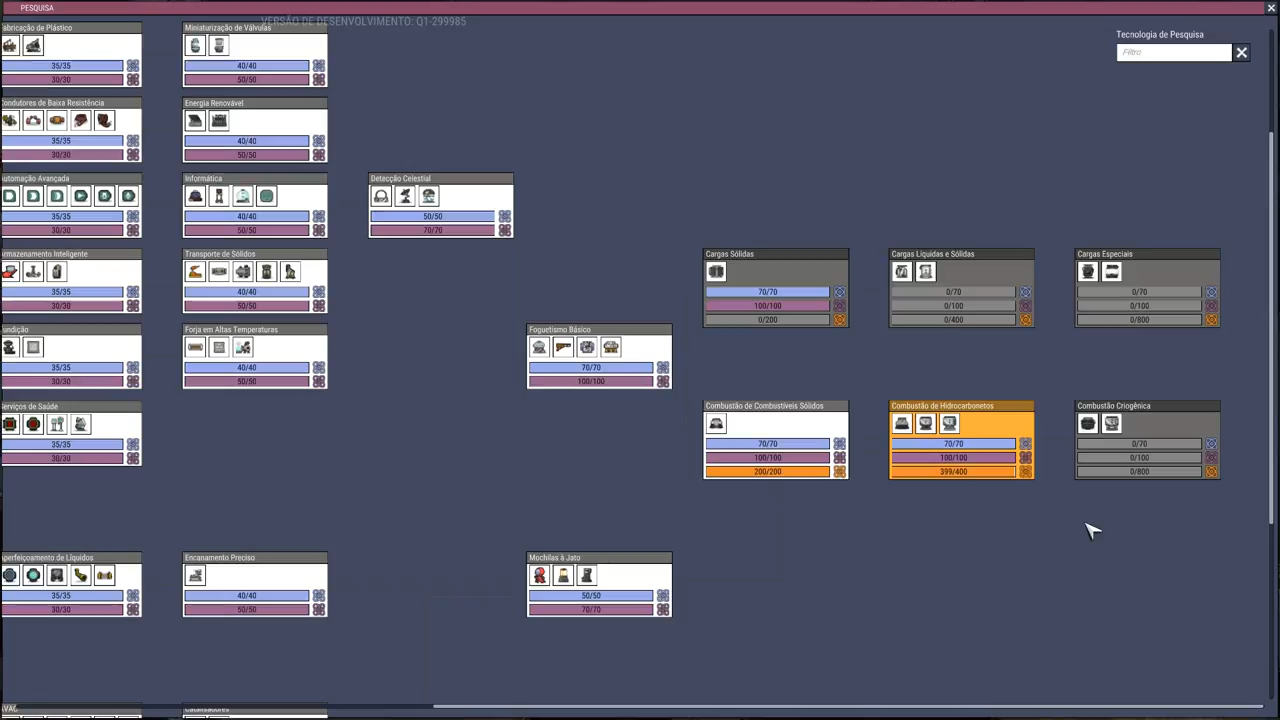 PESQUISA
VERSÃO DE DESENVOLVIMENTO: Q1-299985
Tecnologia de Pesquisa
Filtro
Fabricação de Plástico
35/35
30/30
Miniaturização de Válvulas
40/40
50/50
Condutores de Baixa Resistência
35/35
30/30
Energia Renovável
40/40
50/50
Automação Avançada
35/35
30/30
Informática
40/40
50/50
Detecção Celestial
50/50
70/70
Armazenamento Inteligente
35/35
30/30
Transporte de Sólidos
40/40
50/50
Cargas Sólidas
70/70
100/100
0/200
Cargas Líquidas e Sólidas
0/70
0/100
0/400
Cargas Especiais
0/70
0/100
0/800
undição
35/35
30/30
Forja em Altas Temperaturas
40/40
50/50
Foguetismo Básico
70/70
100/100
Serviços de Saúde
35/35
30/30
Combustão de Combustíveis Sólidos
70/70
100/100
200/200
Combustão de Hidrocarbonetos
70/70
100/100
399/400
Combustão Criogênica
0/70
0/100
0/800
Aperfeiçoamento de Líquidos
35/35
30/30
Encanamento Preciso
40/40
50/50
Mochilas à Jato
50/50
70/70
AVAC
Catalisadores